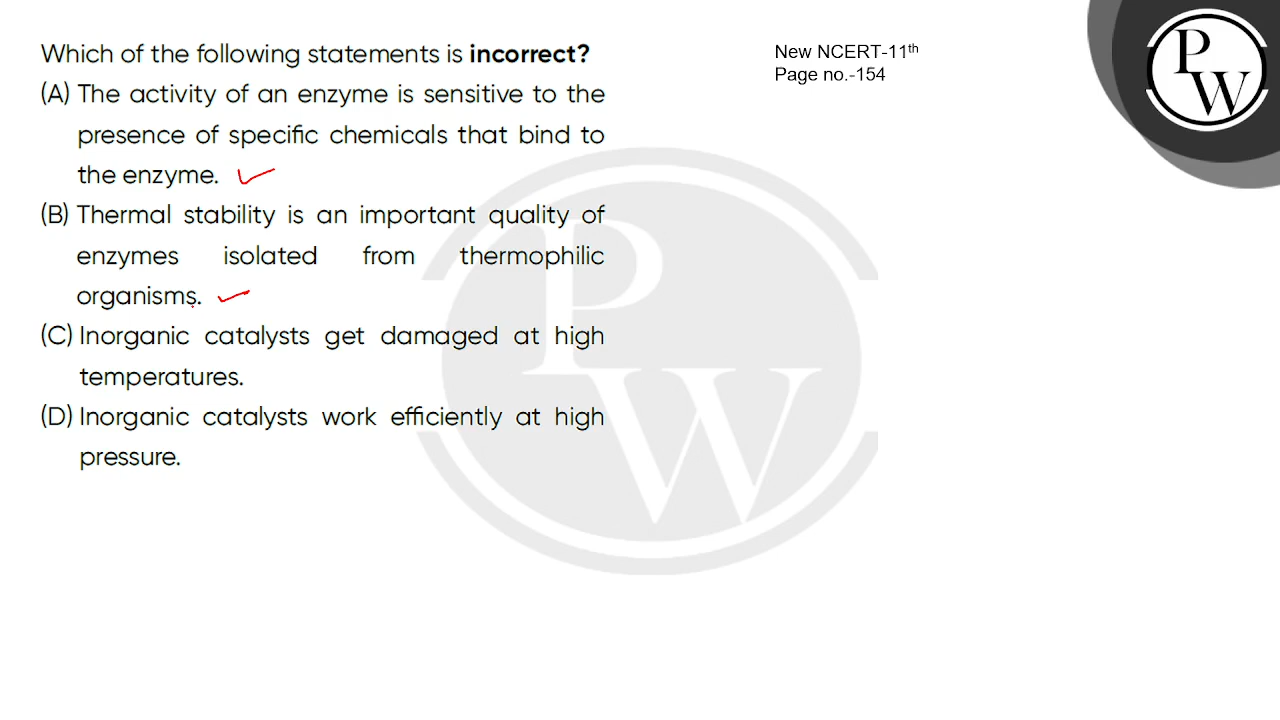 Which of the following statements is incorrect?
(A) The activity of an enzyme is sensitive to the
presence of specific chemicals that bind to
the enzyme.
(B) Thermal stability is an important quality of
enzymes isolated from thermophilic
organisms.
(C) Inorganic catalysts get damaged at high
temperatures.
(D) Inorganic catalysts work efficiently at high
pressure.
New NCERT-11th
Page no.-154
P
W
P
W